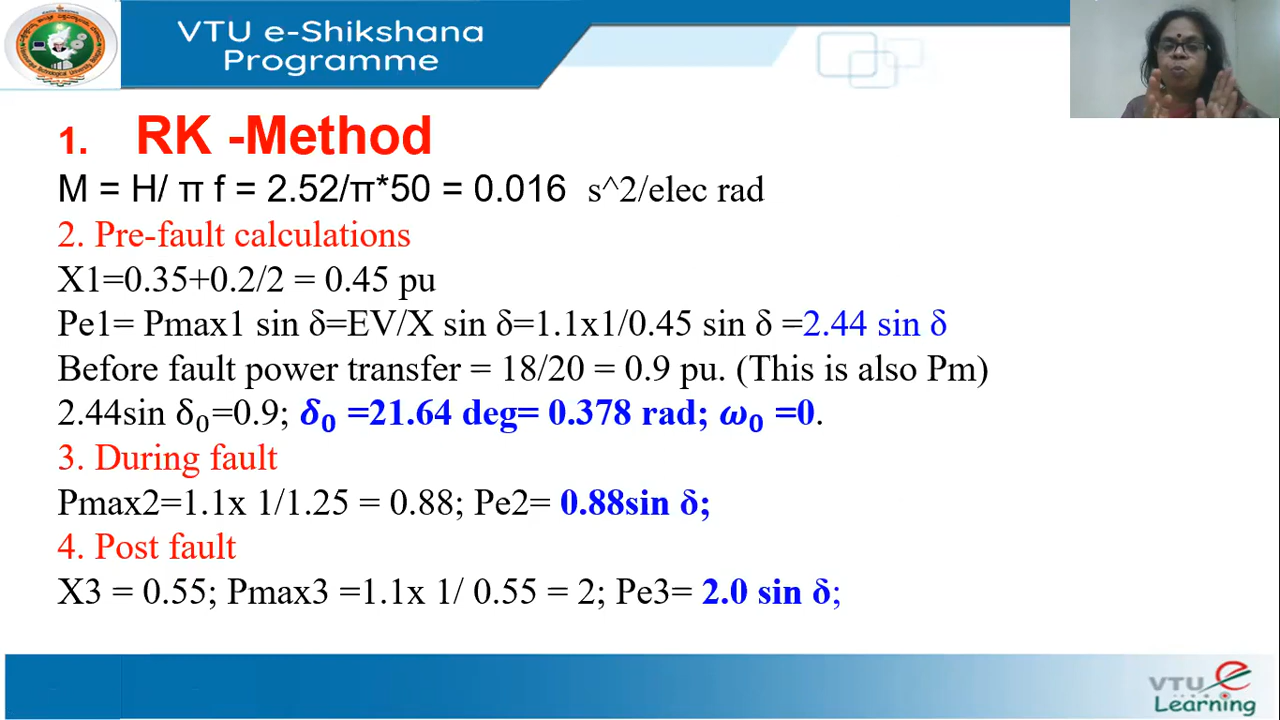 VTU e-Shikshana
Programme
1. RK -Method
M = H/ π f = 2.52/π*50 = 0.016 s^2/elec rad
2. Pre-fault calculations
X1=0.35+0.2/2 = 0.45 pu
Pe1= Pmax1 sin δ=EV/X sin δ=1.1x1/0.45 sin δ =2.44 sin δ
Before fault power transfer = 18/20 = 0.9 pu. (This is also Pm)
2.44sin δ₀=0.9; δ₀ =21.64 deg= 0.378 rad; ω₀ =0.
3. During fault
Pmax2=1.1x 1/1.25 = 0.88; Pe2= 0.88sin δ;
4. Post fault
X3 = 0.55; Pmax3 =1.1x 1/ 0.55 = 2; Pe3= 2.0 sin δ;
VTU e
Learning